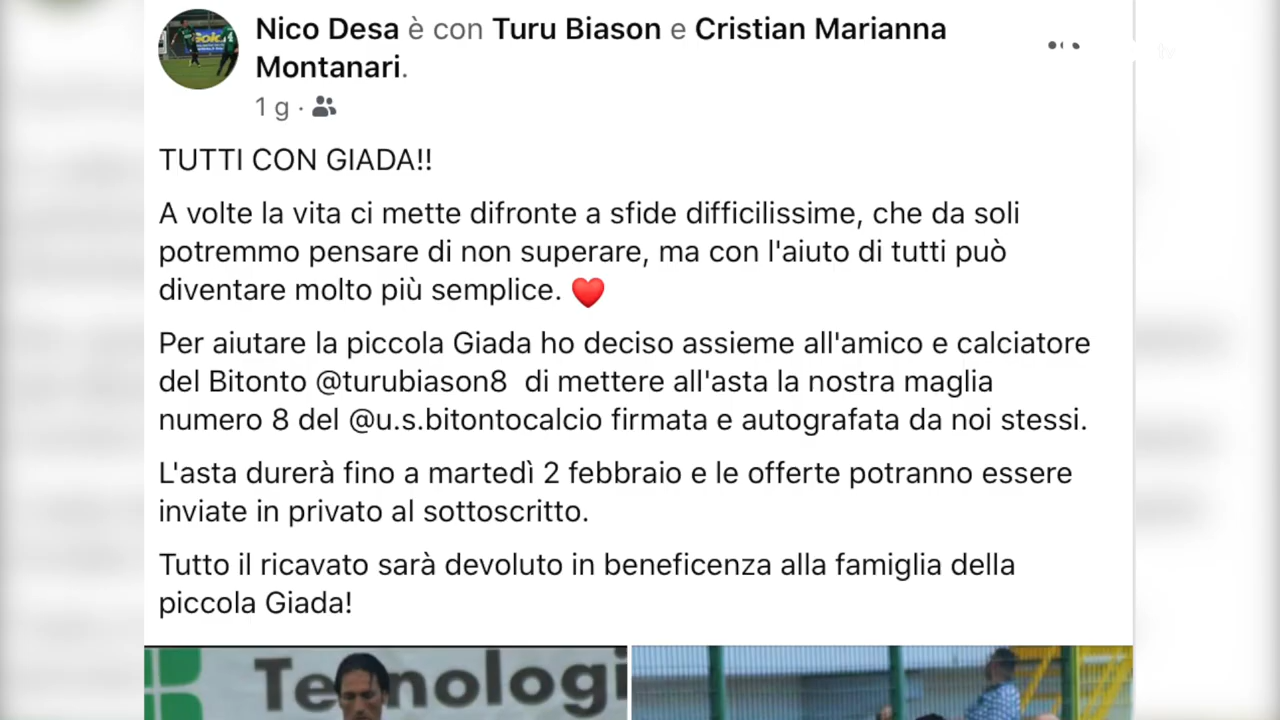 Nico Desa è con Turu Biason e Cristian Marianna
Montanari.
1 g ·
TUTTI CON GIADA!!
A volte la vita ci mette difronte a sfide difficilissime, che da soli
potremmo pensare di non superare, ma con l'aiuto di tutti può
diventare molto più semplice. ❤️
Per aiutare la piccola Giada ho deciso assieme all'amico e calciatore
del Bitonto @turubiason8 di mettere all'asta la nostra maglia
numero 8 del @u.s.bitontocalcio firmata e autografata da noi stessi.
L'asta durerà fino a martedì 2 febbraio e le offerte potranno essere
inviate in privato al sottoscritto.
Tutto il ricavato sarà devoluto in beneficenza alla famiglia della
piccola Giada!